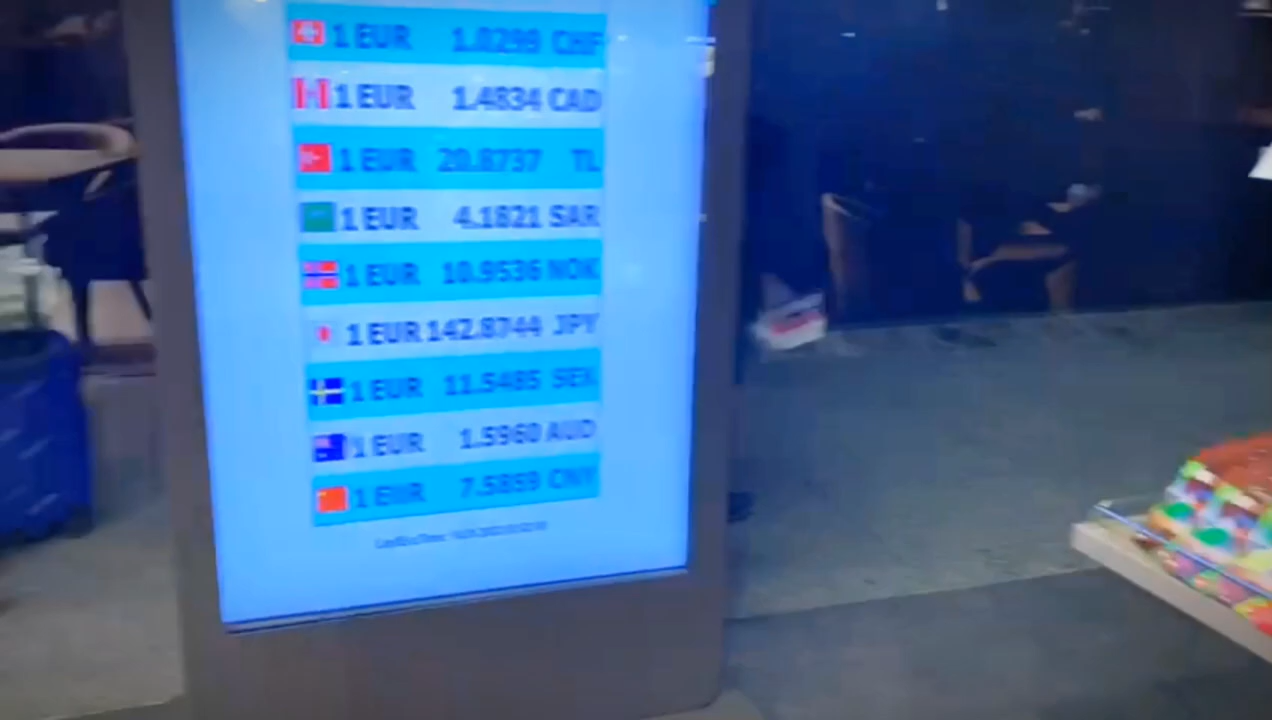 1 EUR 1.0299 CHF
1 EUR 1.4834 CAD
1 EUR 20.8737 TL
1 EUR 4.1821 SAR
1 EUR 10.9536 NOK
1 EUR 142.8744 JPY
1 EUR 11.5485 SEK
1 EUR 1.5960 AUD
1 EUR 7.5859 CNY